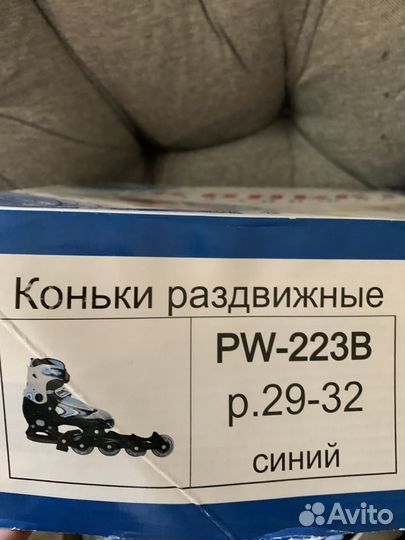 Коньки раздвижные
PW-223B
р.29-32
синий
Avito